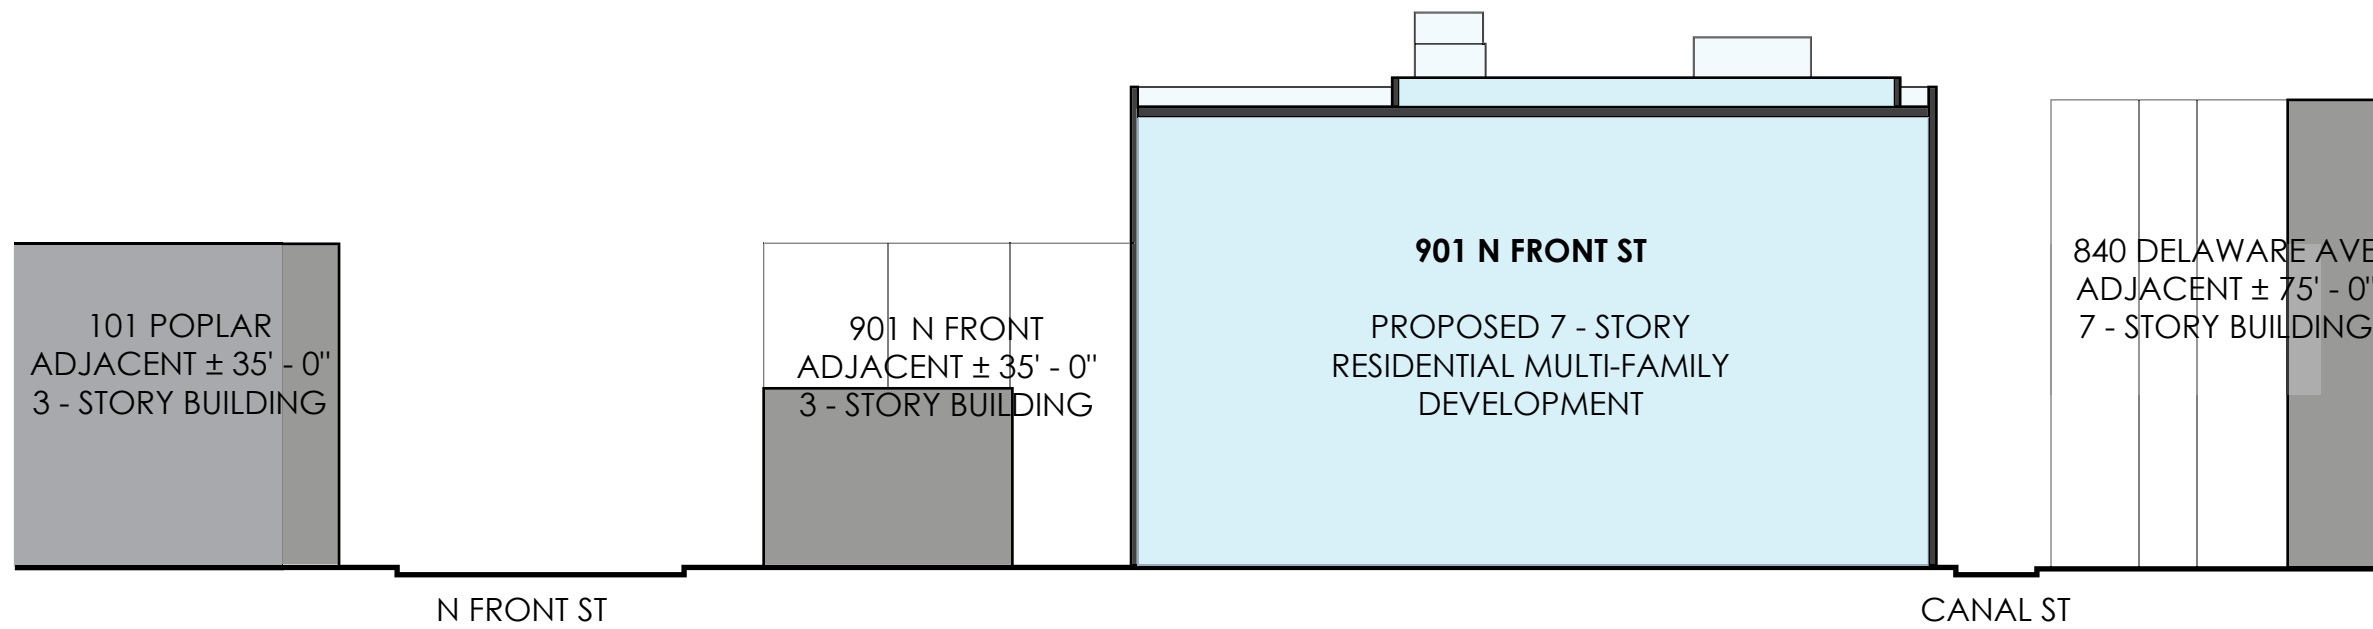 101 POPLAR
ADJACENT ± 35' - 0"
3 - STORY BUILDING
901 N FRONT
ADJACENT ± 35' - 0"
3 - STORY BUILDING
901 N FRONT ST
PROPOSED 7 - STORY
RESIDENTIAL MULTI-FAMILY
DEVELOPMENT
840 DELAWARE AVE
ADJACENT ± 75' - 0"
7 - STORY BUILDING
N FRONT ST
CANAL ST